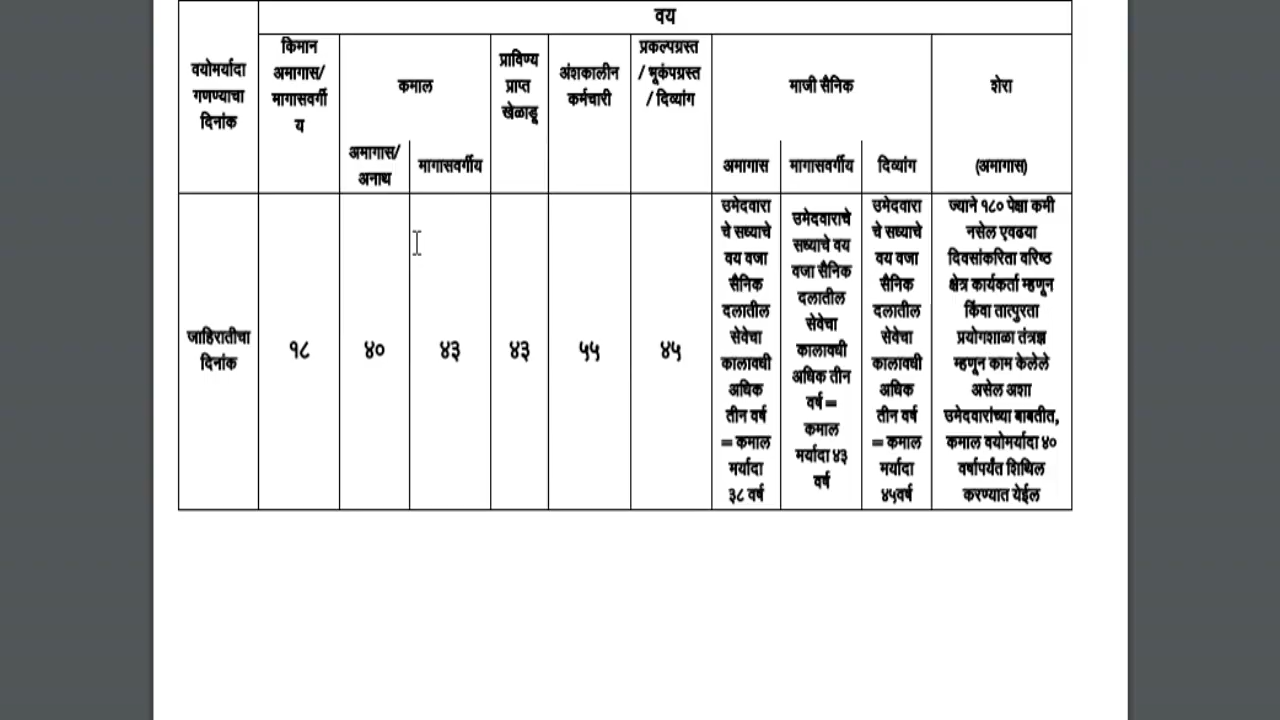 वय
वयोमर्यादा
गणण्याचा
दिनांक
किमान
अमागास/
मागासवर्गी
य
कमाल
प्राविण्य
प्राप्त
खेळाडू
अंशकालीन
कर्मचारी
प्रकल्पग्रस्त
/ भूकंपग्रस्त
/ दिव्यांग
माजी सैनिक
शेरा
अमागास/
अनाथ
मागासवर्गीय
अमागास
मागासवर्गीय
दिव्यांग
(अमागास)
जाहिरातीचा
दिनांक
१८
४०
४३
४३
५५
४५
उमेदवारा
चे सध्याचे
वय वजा
सैनिक
दलातील
सेवेचा
कालावधी
अधिक
तीन वर्ष
= कमाल
मर्यादा
३८ वर्ष
उमेदवाराचे
सध्याचे वय
वजा सैनिक
दलातील
सेवेचा
कालावधी
अधिक तीन
वर्ष =
कमाल
मर्यादा ४३
वर्ष
उमेदवारा
चे सध्याचे
वय वजा
सैनिक
दलातील
सेवेचा
कालावधी
अधिक
तीन वर्ष
= कमाल
मर्यादा
४५वर्ष
ज्याने १८० पेक्षा कमी
नसेल एवढया
दिवसांकरिता वरिष्ठ
क्षेत्र कार्यकर्ता म्हणून
किंवा तात्पुरता
प्रयोगशाळा तंत्रज्ञ
म्हणून काम केलेले
असेल अशा
उमेदवारांच्या बाबतीत,
कमाल वयोमर्यादा ४०
वर्षापर्यंत शिथिल
करण्यात येईल